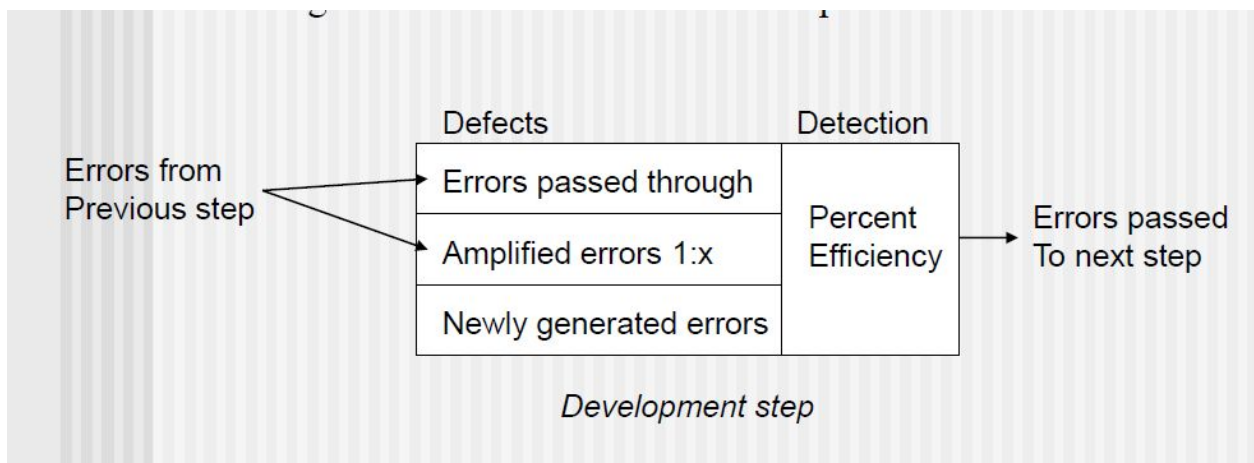 Defects
Detection
Errors from
Previous step
Errors passed through
Amplified errors 1:x
Newly generated errors
Percent
Efficiency
Errors passed
To next step
Development step